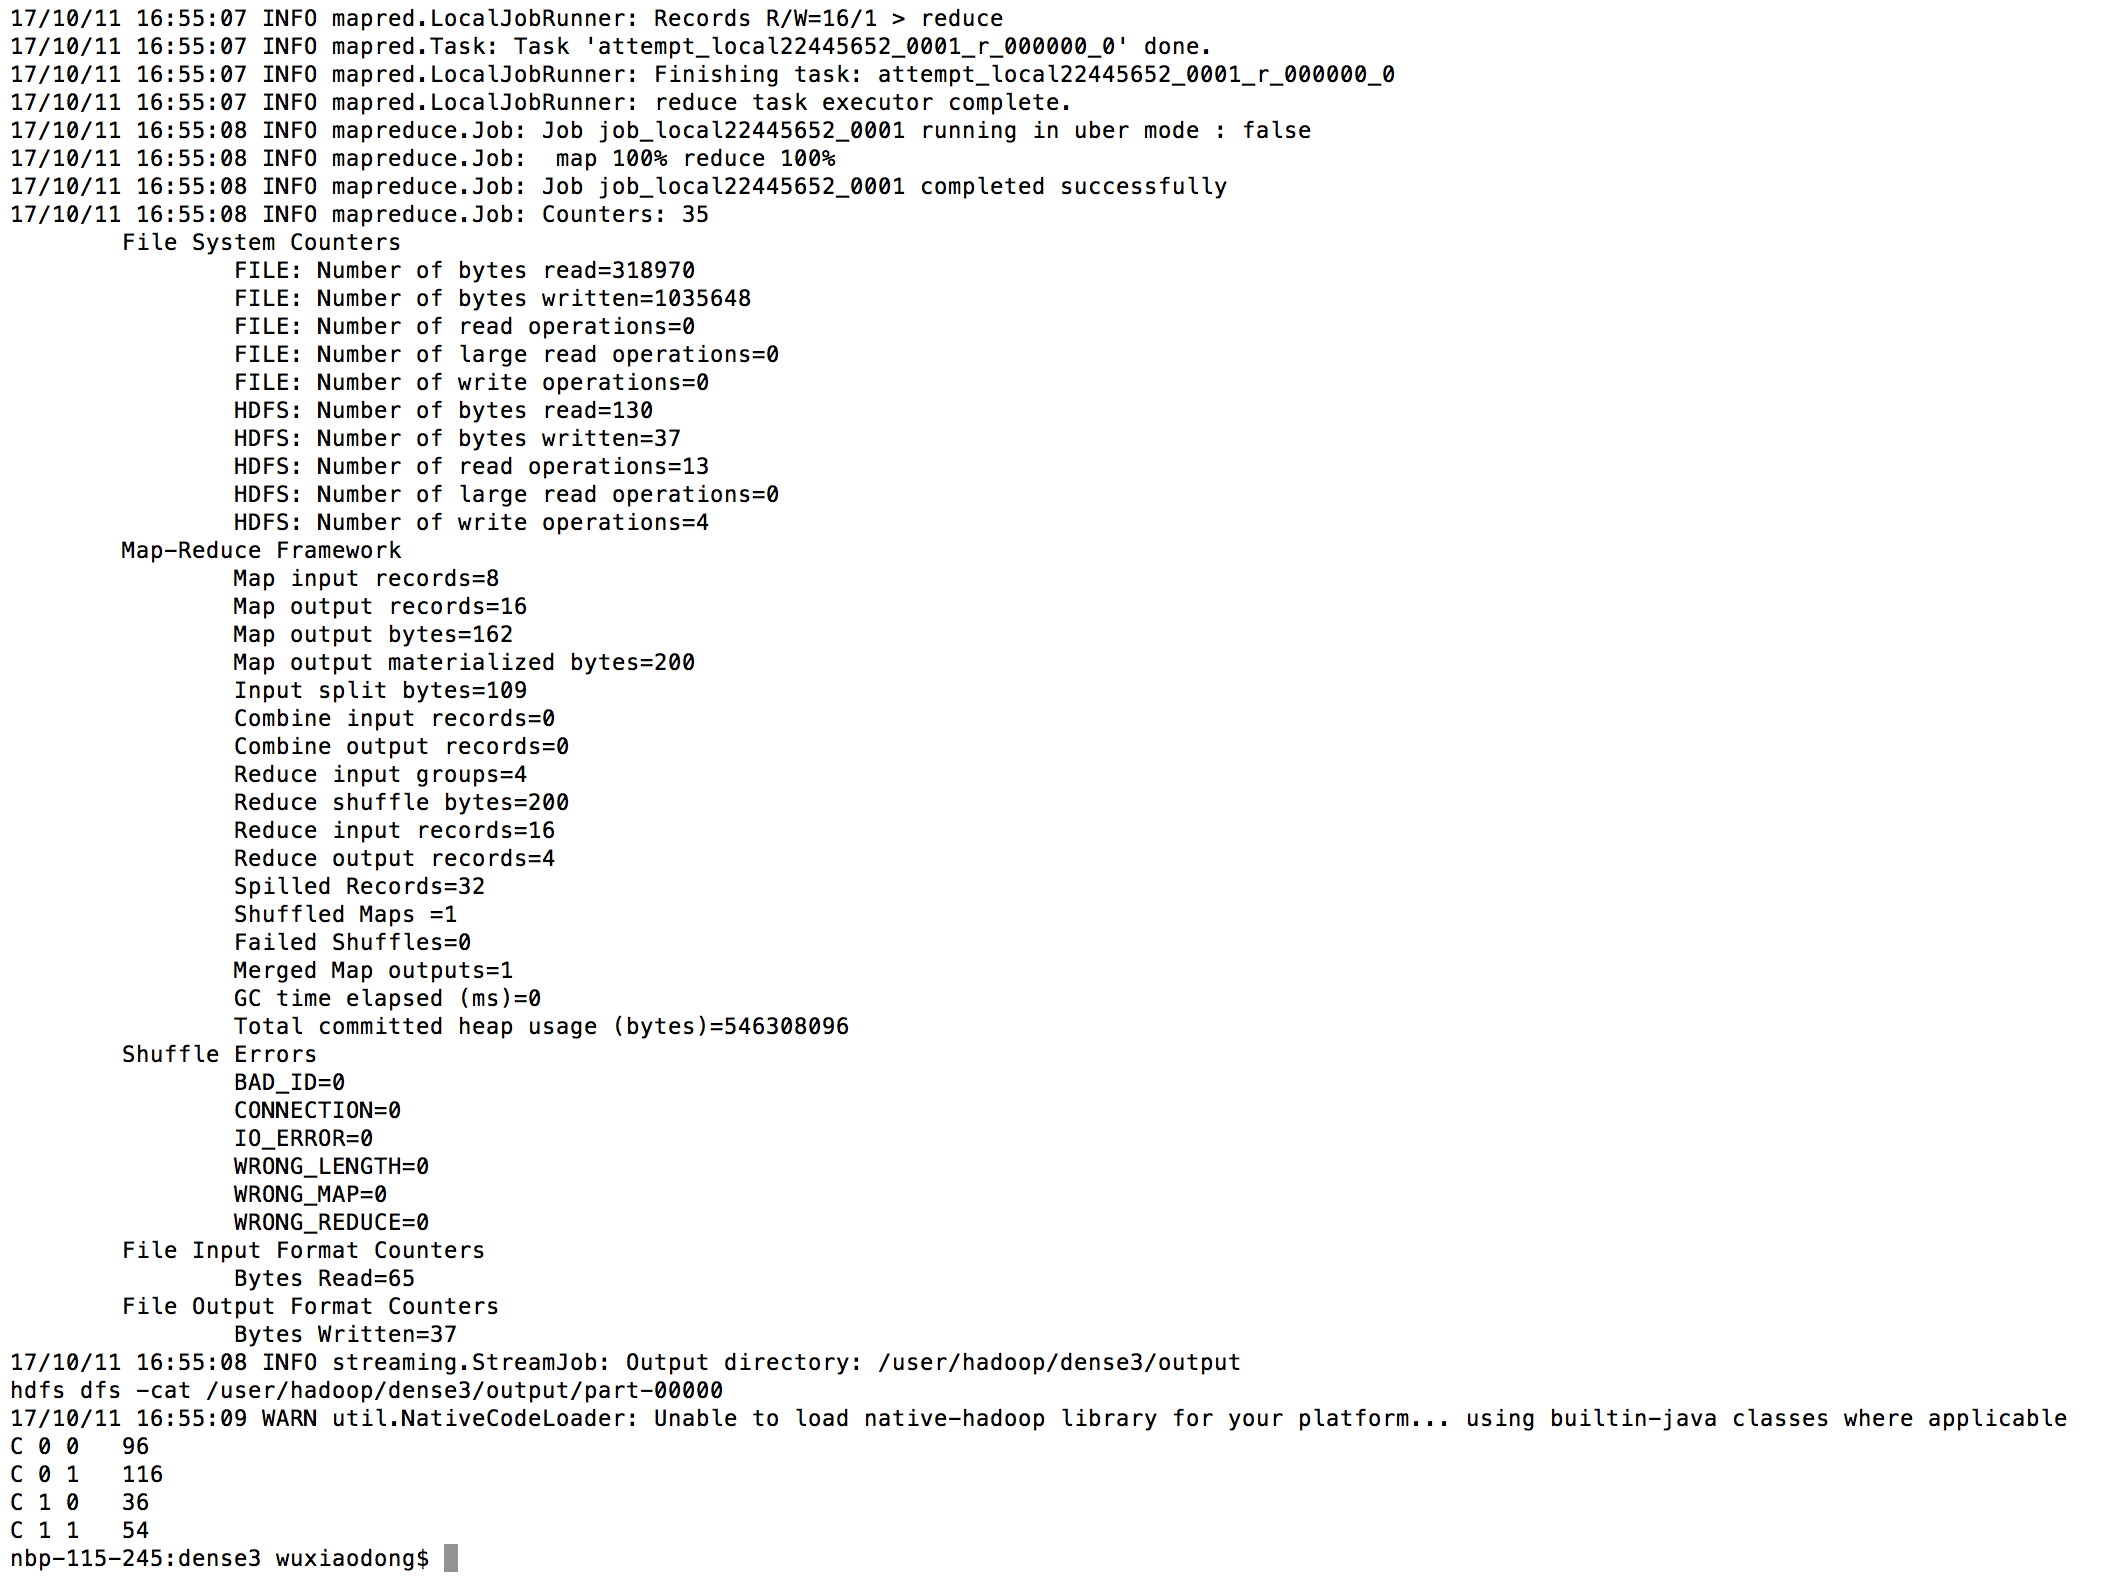 17/10/11 16:55:07 INFO mapred.LocalJobRunner: Records R/W=16/1 > reduce
17/10/11 16:55:07 INFO mapred.Task: Task 'attempt_local22445652_0001_r_000000_0' done.
17/10/11 16:55:07 INFO mapred.LocalJobRunner: Finishing task: attempt_local22445652_0001_r_000000_0
17/10/11 16:55:07 INFO mapred.LocalJobRunner: reduce task executor complete.
17/10/11 16:55:08 INFO mapreduce.Job: Job job_local22445652_0001 running in uber mode : false
17/10/11 16:55:08 INFO mapreduce.Job:  map 100% reduce 100%
17/10/11 16:55:08 INFO mapreduce.Job: Job job_local22445652_0001 completed successfully
17/10/11 16:55:08 INFO mapreduce.Job: Counters: 35
        File System Counters
                FILE: Number of bytes read=318970
                FILE: Number of bytes written=1035648
                FILE: Number of read operations=0
                FILE: Number of large read operations=0
                FILE: Number of write operations=0
                HDFS: Number of bytes read=130
                HDFS: Number of bytes written=37
                HDFS: Number of read operations=13
                HDFS: Number of large read operations=0
                HDFS: Number of write operations=4
        Map-Reduce Framework
                Map input records=8
                Map output records=16
                Map output bytes=162
                Map output materialized bytes=200
                Input split bytes=109
                Combine input records=0
                Combine output records=0
                Reduce input groups=4
                Reduce shuffle bytes=200
                Reduce input records=16
                Reduce output records=4
                Spilled Records=32
                Shuffled Maps =1
                Failed Shuffles=0
                Merged Map outputs=1
                GC time elapsed (ms)=0
                Total committed heap usage (bytes)=546308096
        Shuffle Errors
                BAD_ID=0
                CONNECTION=0
                IO_ERROR=0
                WRONG_LENGTH=0
                WRONG_MAP=0
                WRONG_REDUCE=0
        File Input Format Counters
                Bytes Read=65
        File Output Format Counters
                Bytes Written=37
17/10/11 16:55:08 INFO streaming.StreamJob: Output directory: /user/hadoop/dense3/output
hdfs dfs -cat /user/hadoop/dense3/output/part-00000
17/10/11 16:55:09 WARN util.NativeCodeLoader: Unable to load native-hadoop library for your platform... using builtin-java classes where applicable
C 0 0   96
C 0 1   116
C 1 0   36
C 1 1   54
nbp-115-245:dense3 wuxiaodong$